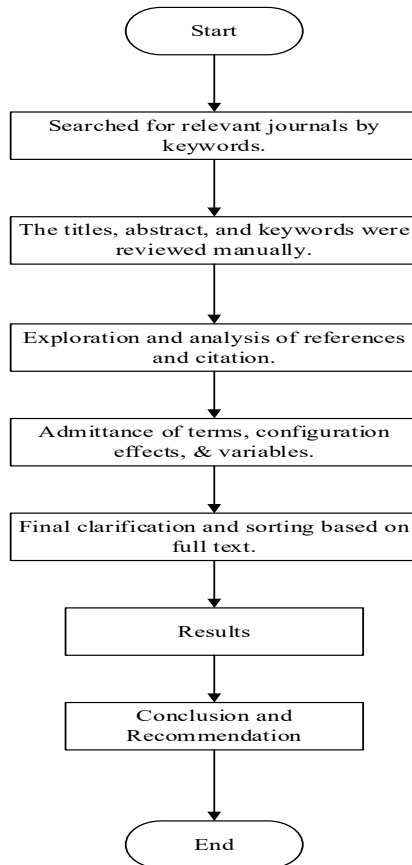 Start
Searched for relevant journals by
keywords.
The titles, abstract, and keywords were
reviewed manually.
Exploration and analysis of references
and citation.
Admittance of terms, configuration
effects, & variables.
Final clarification and sorting based on
full text.
Results
Conclusion and
Recommendation
End